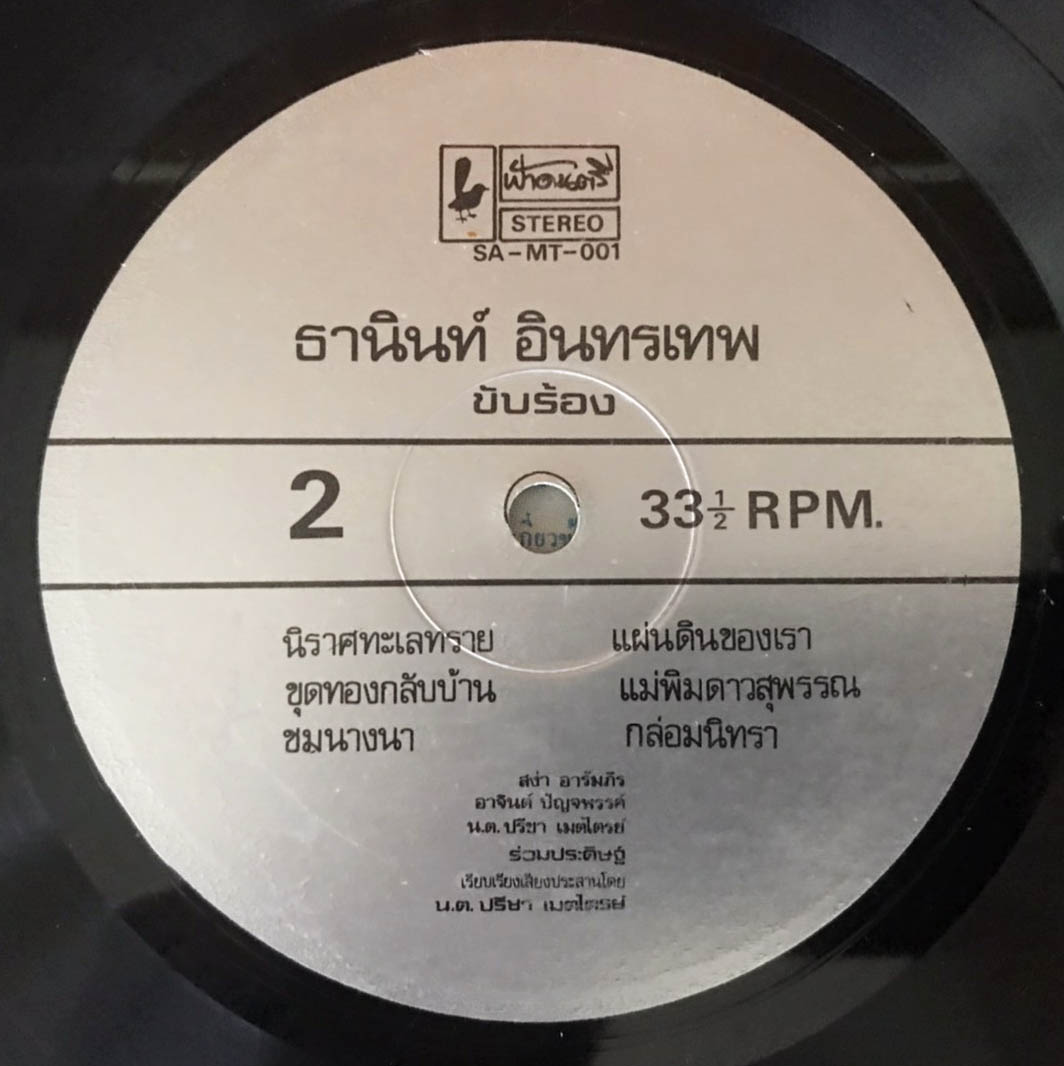 ฟ้าดนตรี
STEREO
SA-MT-001
ธานินท์ อินทรเทพ
ขับร้อง
2 33 1/2 RPM.
นิราศทะเลทราย แผ่นดินของเรา
ขุดทองกลับบ้าน แม่พิมดาวสุพรรณ
ชมนางนา กล่อมนิทรา
สง่า อารัมภีร
อาจินต์ ปัญจพรรค์
น.ต. ปรีชา เมตไตรย์
ร่วมประดิษฐ์
เรียบเรียงเสียงประสานโดย
น.ต. ปรีชา เมตไตรย์